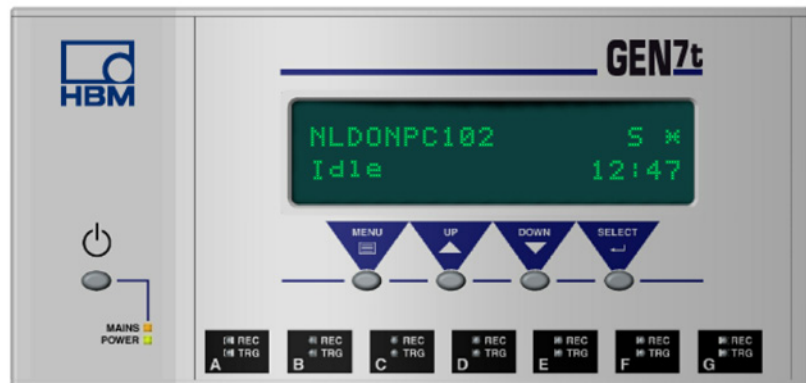 HBM
GEN7t
NLDONPC102 S ж
Idle 12:47
MENU UP DOWN SELECT
MAINS
POWER
REC REC REC REC REC REC REC
TRG TRG TRG TRG TRG TRG TRG
A B C D E F G